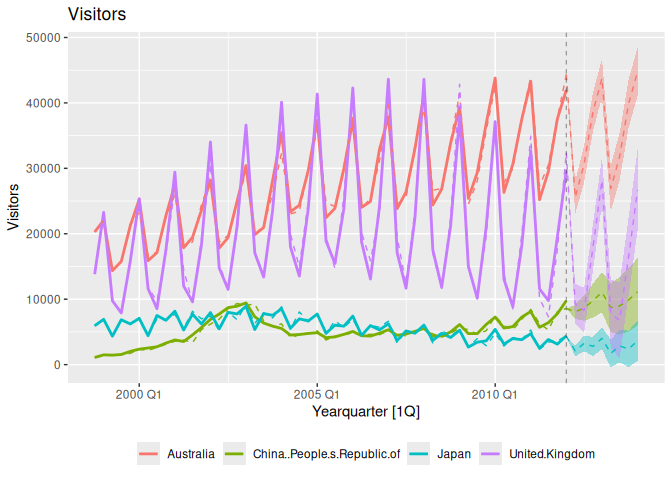 Visitors
50000
40000
30000
20000
10000
0
Visitors
2000 Q1 2005 Q1 2010 Q1
Yearquarter [1Q]
Australia China..People.s.Republic.of Japan United.Kingdom